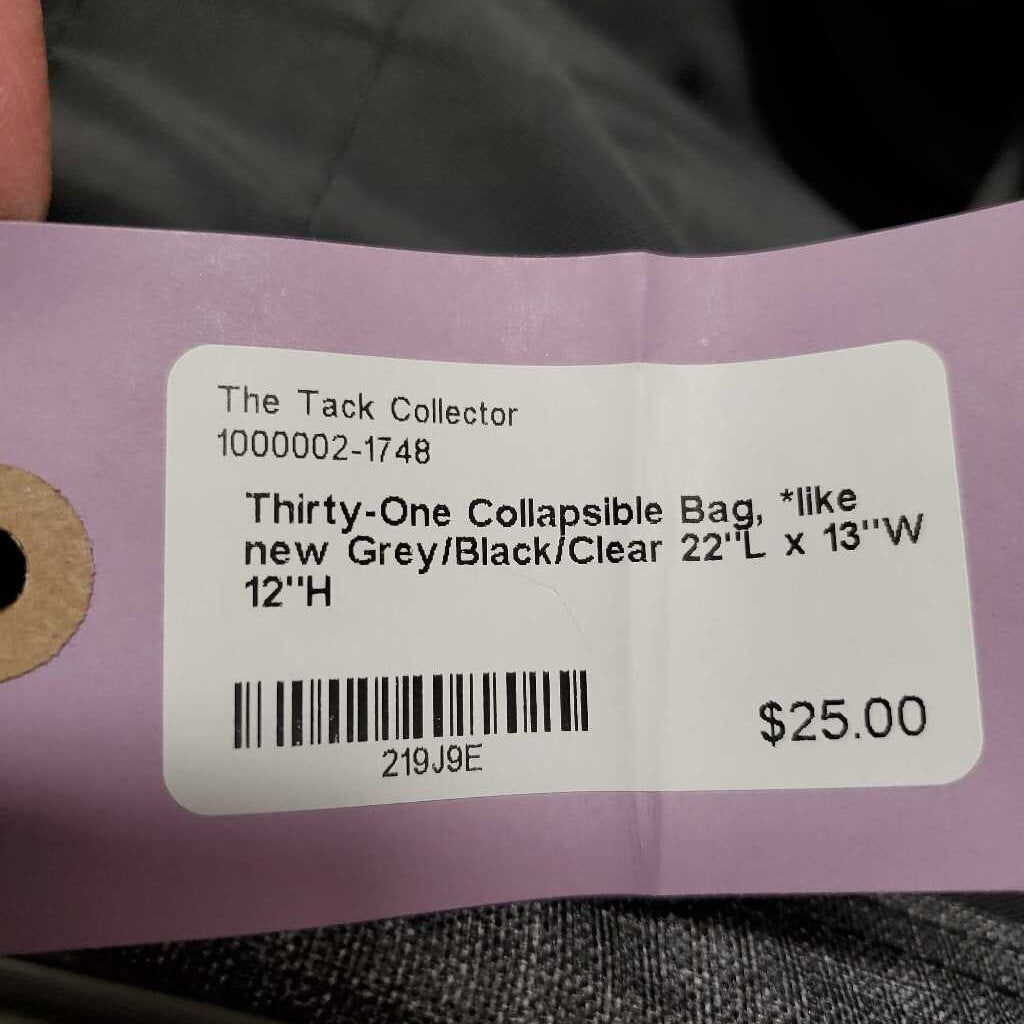 The Tack Collector
1000002-1748
Thirty-One Collapsible Bag, *like
new Grey/Black/Clear 22"L x 13"W
12"H
219J9E
$25.00